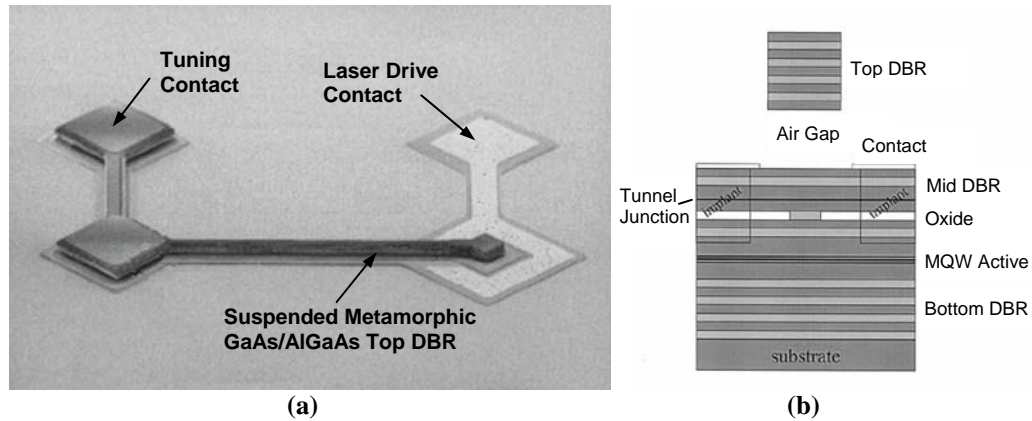 Tuning
Contact
Laser Drive
Contact
Suspended Metamorphic
GaAs/AlGaAs Top DBR
(a)
Top DBR
Air Gap
Contact
Mid DBR
Tunnel
Junction
implant
implant
Oxide
MQW Active
Bottom DBR
substrate
(b)